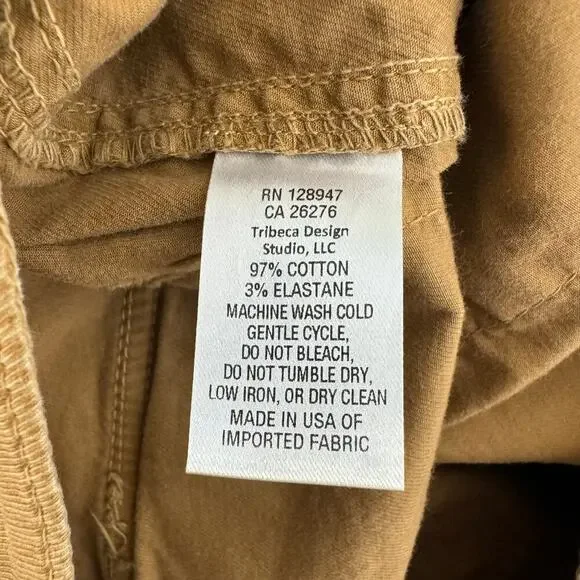 RN 128947
CA 26276
Tribeca Design
Studio, LLC
97% COTTON
3% ELASTANE
MACHINE WASH COLD
GENTLE CYCLE,
DO NOT BLEACH,
DO NOT TUMBLE DRY,
LOW IRON, OR DRY CLEAN
MADE IN USA OF
IMPORTED FABRIC